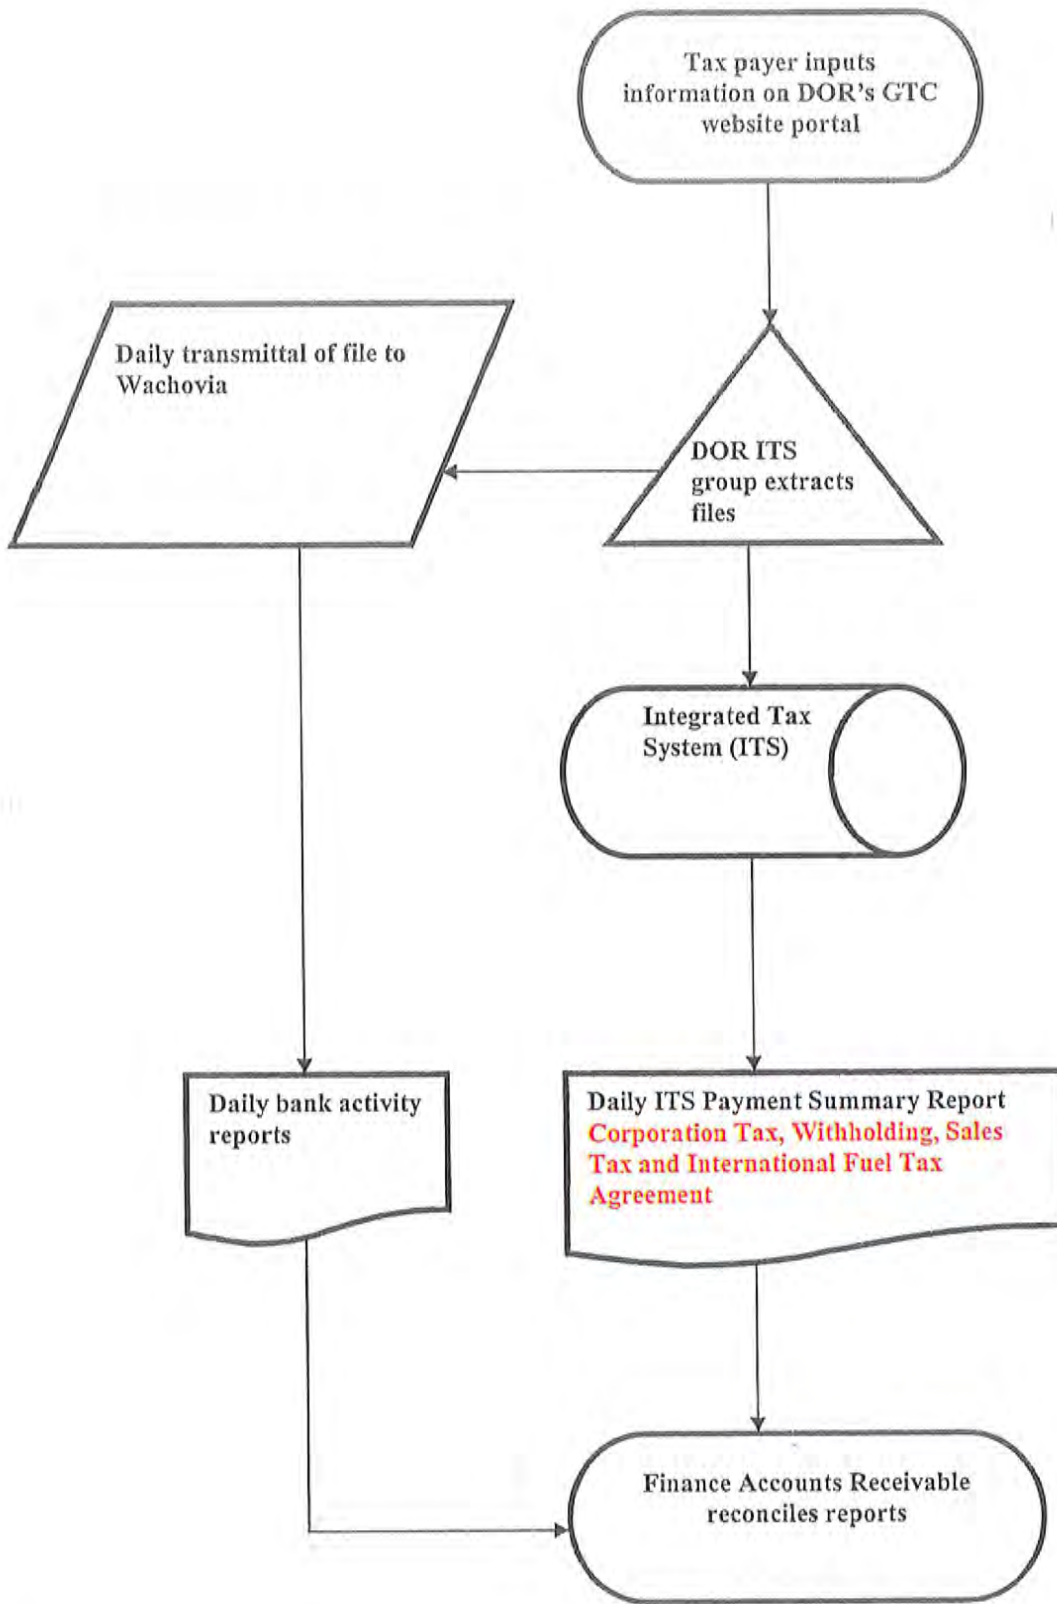 Tax payer inputs
information on DOR's GTC
website portal
Daily transmittal of file to
Wachovia
DOR ITS
group extracts
files
Integrated Tax
System (ITS)
Daily bank activity
reports
Daily ITS Payment Summary Report
Corporation Tax, Withholding, Sales
Tax and International Fuel Tax
Agreement
Finance Accounts Receivable
reconciles reports